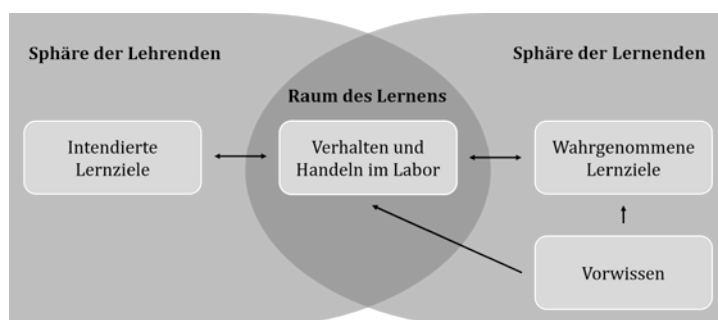 Sphäre der Lehrenden
Sphäre der Lernenden
Raum des Lernens
Intendierte
Lernziele
Verhalten und
Handeln im Labor
Wahrgenommene
Lernziele
Vorwissen